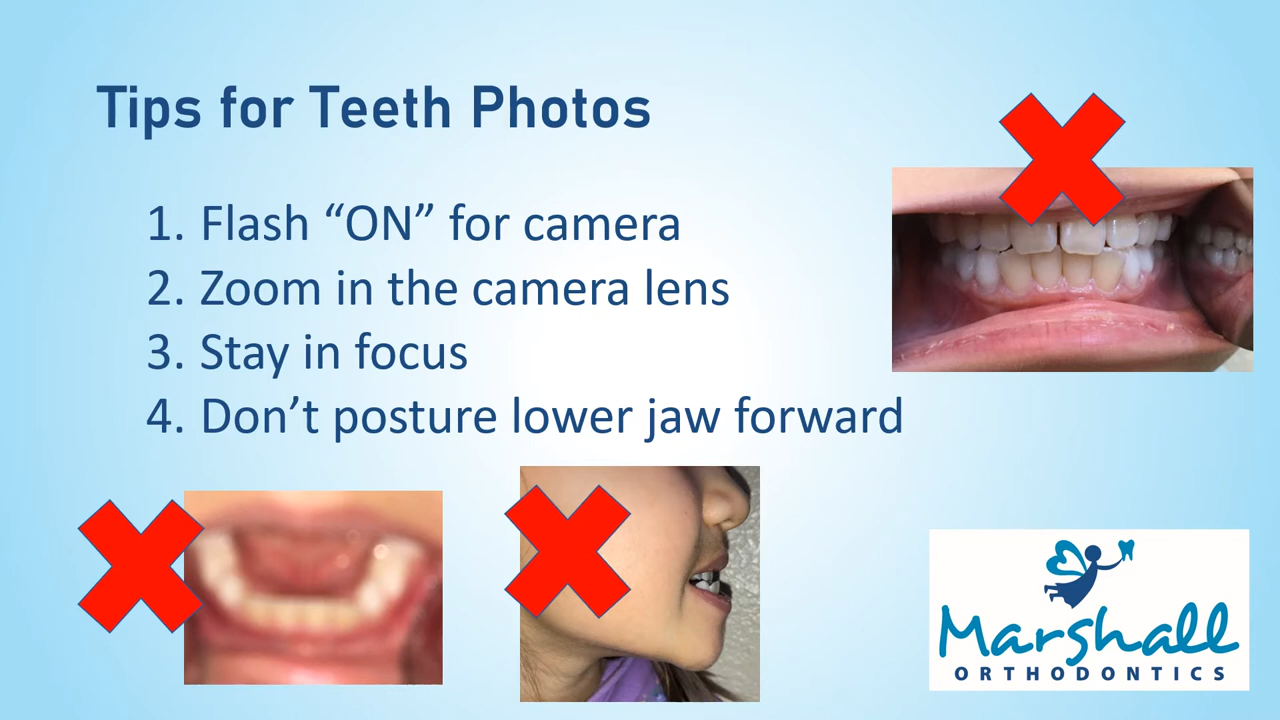 Tips for Teeth Photos
1. Flash “ON” for camera
2. Zoom in the camera lens
3. Stay in focus
4. Don’t posture lower jaw forward
Marshall
ORTHODONTICS